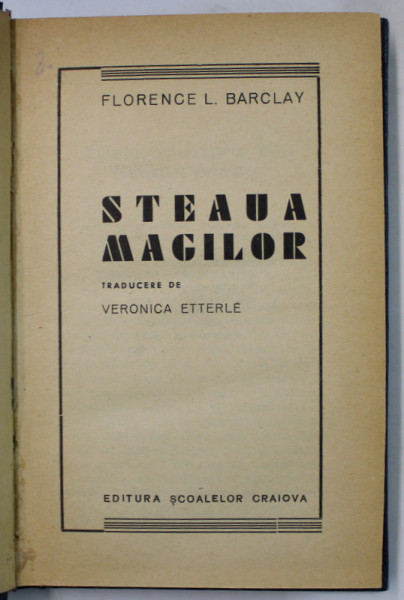 FLORENCE L. BARCLAY
STEAUA
MAGILOR
TRADUCERE DE
VERONICA ETTERLÉ
EDITURA ȘCOALELOR CRAIOVA